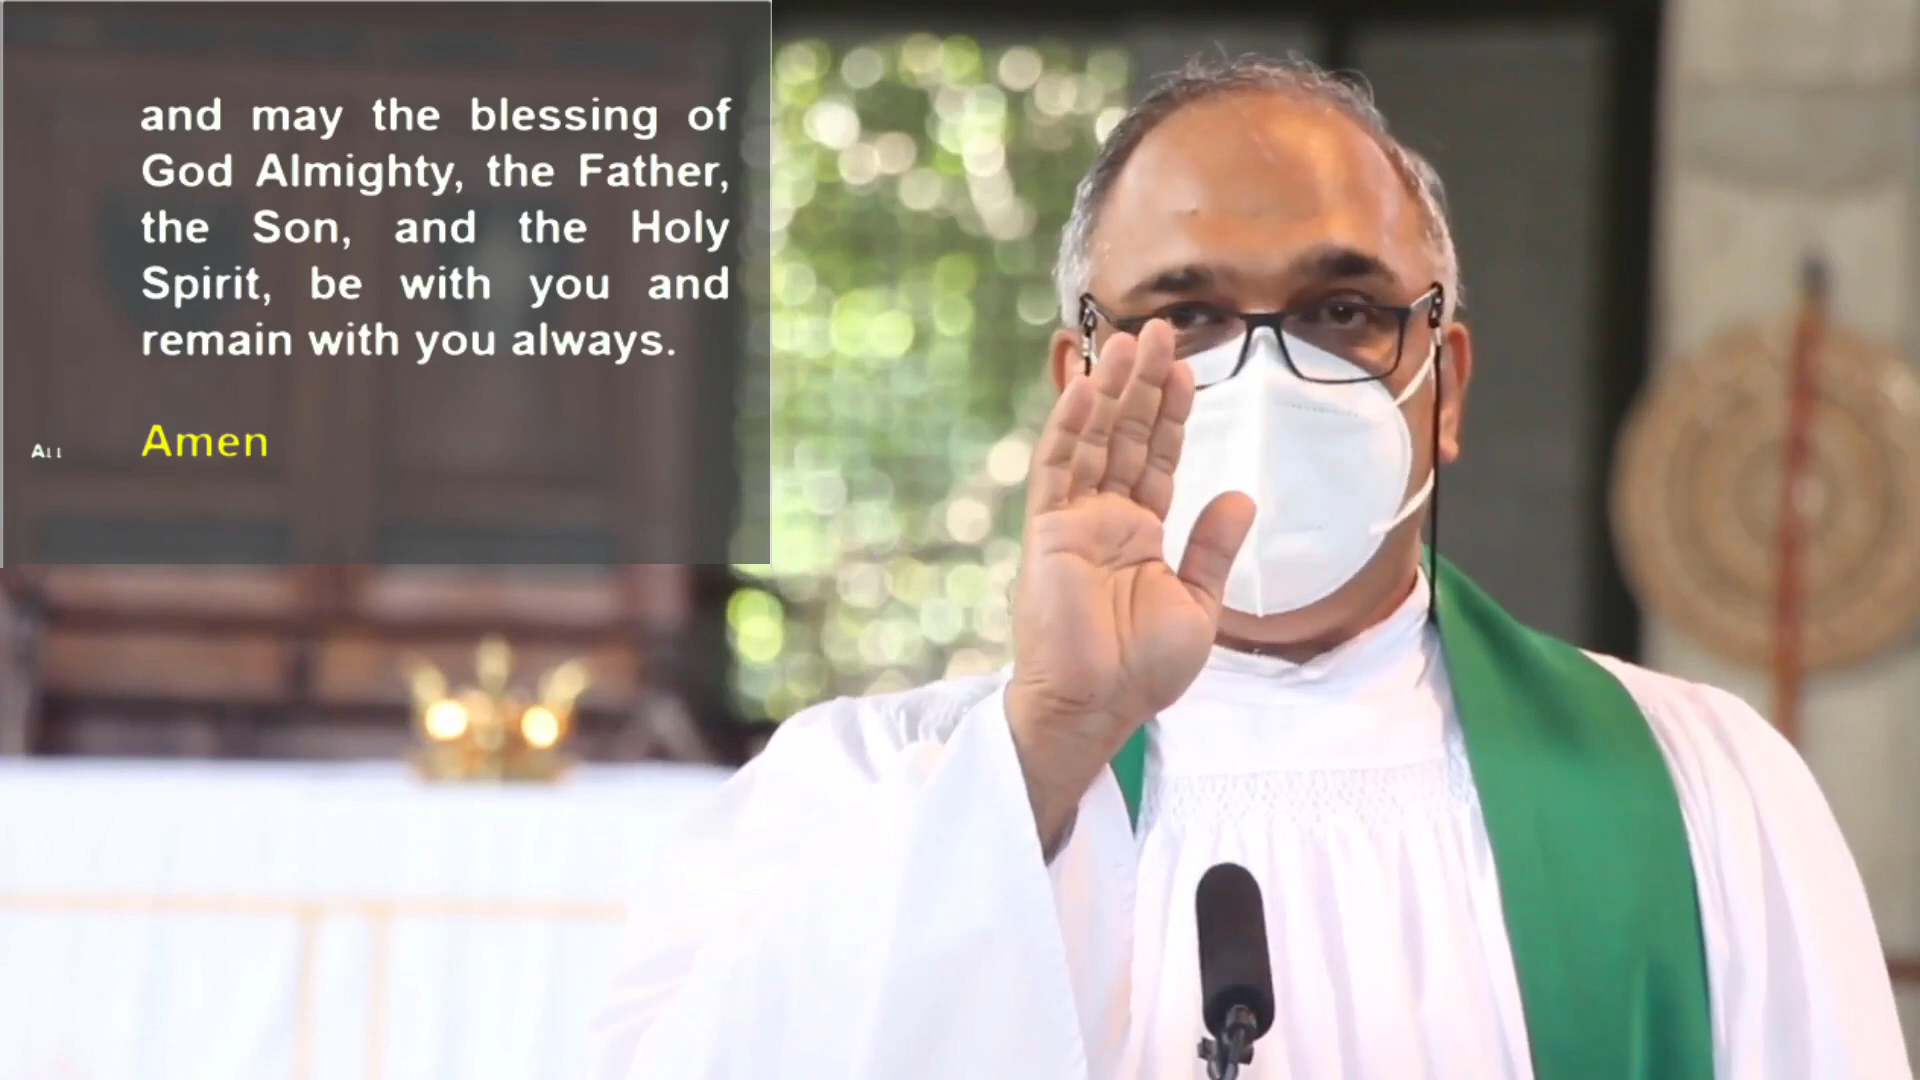 and may the blessing of
God Almighty, the Father,
the Son, and the Holy
Spirit, be with you and
remain with you always.
All Amen